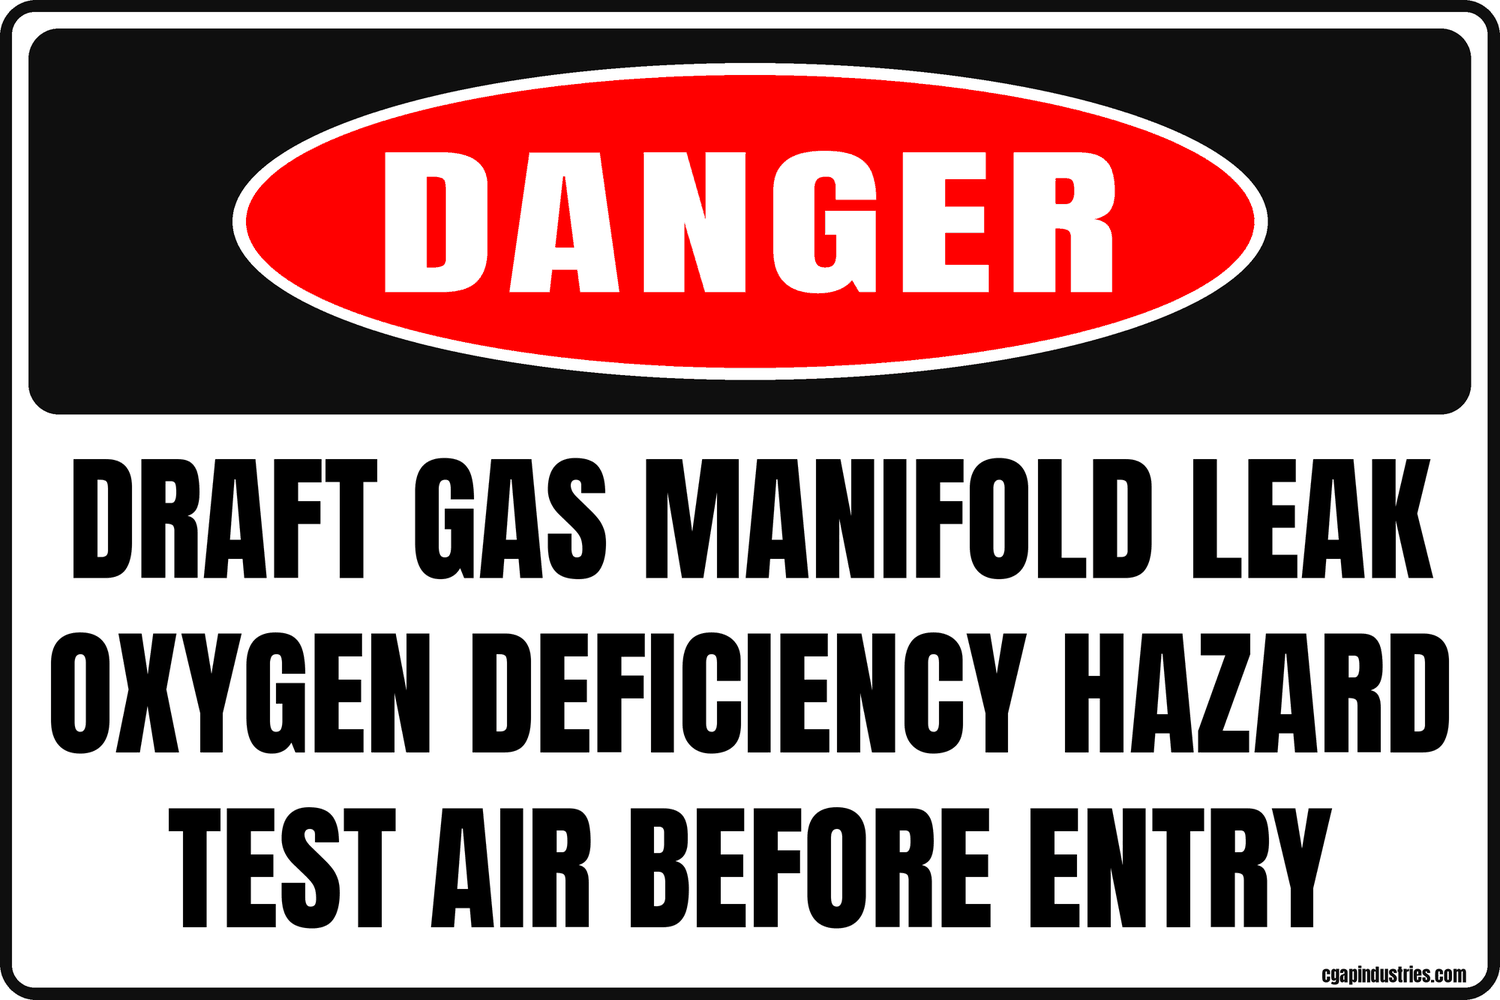 DANGER
DRAFT GAS MANIFOLD LEAK
OXYGEN DEFICIENCY HAZARD
TEST AIR BEFORE ENTRY
cgapindustries.com